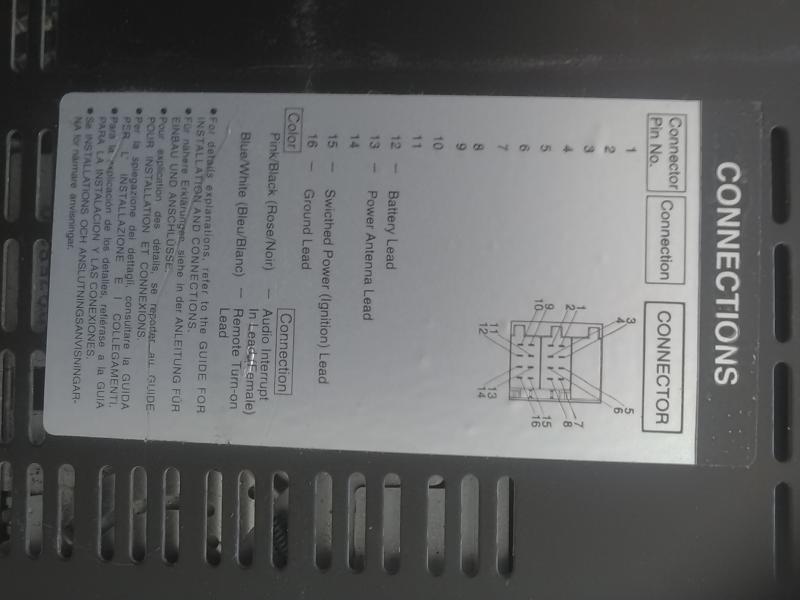 CONNECTIONS
Connector Pin No.
Connection
CONNECTOR
1
2
3
4
5
6
7
8
9
10
11
12 – Battery Lead
13 – Power Antenna Lead
14
15 – Swicthed Power (Ignition) Lead
16 – Ground Lead
3
4
5
6
1
2
7
8
9
10
15
16
11
12
13
14
Color
Connection
Pink/Black (Rose/Noir) – Audio Interrupt
In Lead (Female)
Blue/White (Bleu/Blanc) – Remote Turn-on
Lead
• For details explanations, refer to the GUIDE FOR
INSTALLATION AND CONNECTIONS.
• Für nähere Erklärungen, siehe in der ANLEITUNG FÜR
EINBAU UND ANSCHLÜSSE.
• Pour explication des détails, se reporter au GUIDE
POUR INSTALLATION ET CONNEXIONS.
• Per la spiegazione dei dettagli, consultare la GUIDA
PER L' INSTALLAZIONE E I COLLEGAMENTI.
• Para la explicación de los detalles, refiérase a la GUIA
PARA LA INSTALACION Y LAS CONEXIONES.
• Se INSTALLATIONS OCH ANSLUTNINGSANVISNINGAR-
NA för närmare anvisningar.